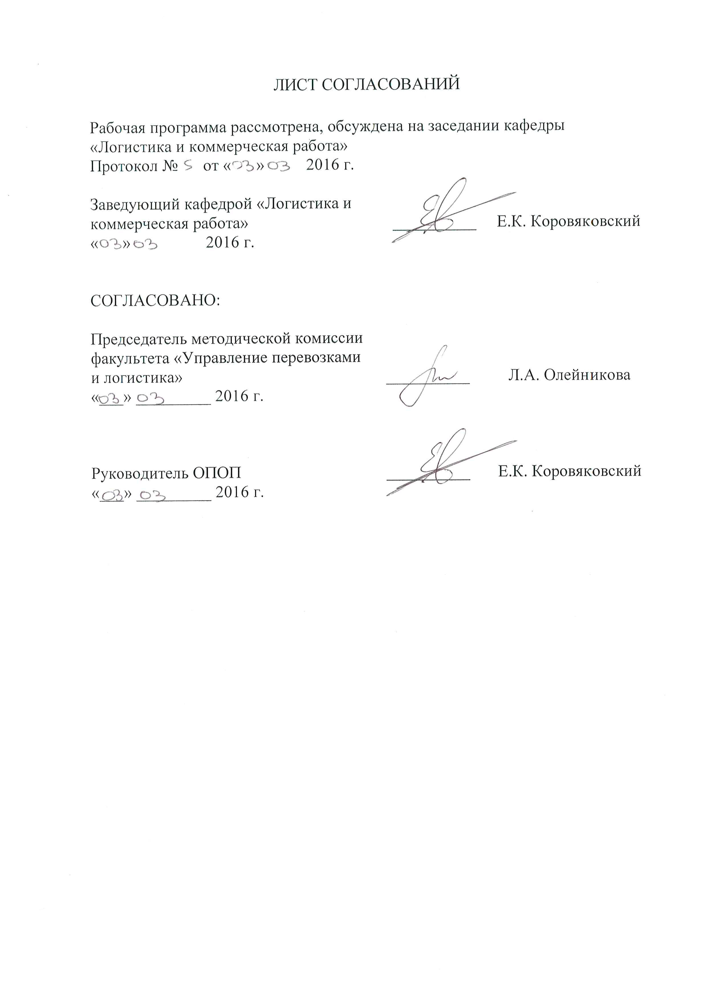 ЛИСТ СОГЛАСОВАНИЙ
Рабочая программа рассмотрена, обсуждена на заседании кафедры
«Логистика и коммерческая работа»
Протокол № 5 от «03» 03 2016 г.
Заведующий кафедрой «Логистика и
коммерческая работа» Е.К. Коровяковский
«03» 03 2016 г.
СОГЛАСОВАНО:
Председатель методической комиссии
факультета «Управление перевозками
и логистика» Л.А. Олейникова
«03» 03 2016 г.
Руководитель ОПОП Е.К. Коровяковский
«03» 03 2016 г.